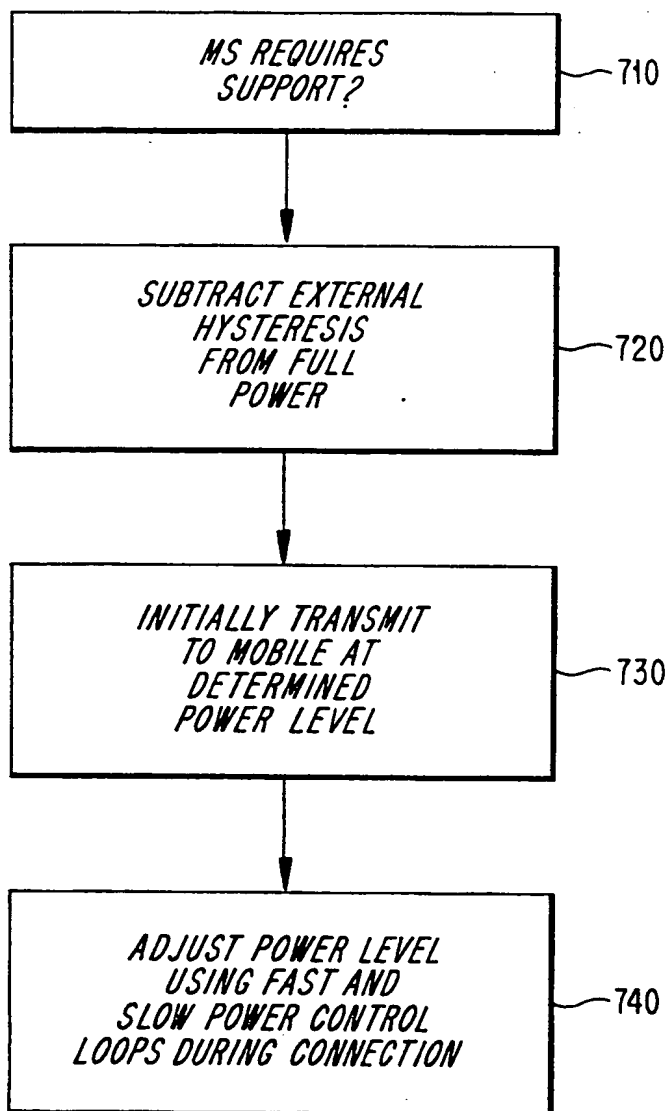 MS REQUIRES
SUPPORT?
710
SUBTRACT EXTERNAL
HYSTERESIS
FROM FULL
POWER
720
INITIALLY TRANSMIT
TO MOBILE AT
DETERMINED
POWER LEVEL
730
ADJUST POWER LEVEL
USING FAST AND
SLOW POWER CONTROL
LOOPS DURING CONNECTION
740